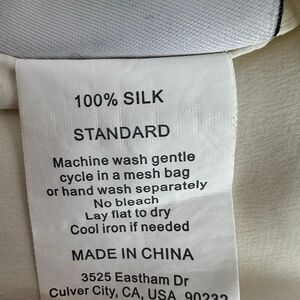 100% SILK
STANDARD
Machine wash gentle
cycle in a mesh bag
or hand wash separately
No bleach
Lay flat to dry
Cool iron if needed
MADE IN CHINA
3525 Eastham Dr
Culver City, CA, USA, 90232